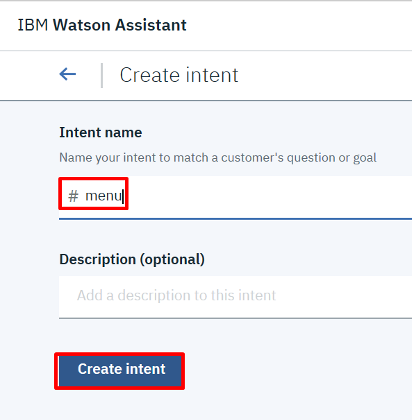 IBM Watson Assistant
Create intent
Intent name
Name your intent to match a customer's question or goal
# menu
Description (optional)
Add a description to this intent
Create intent